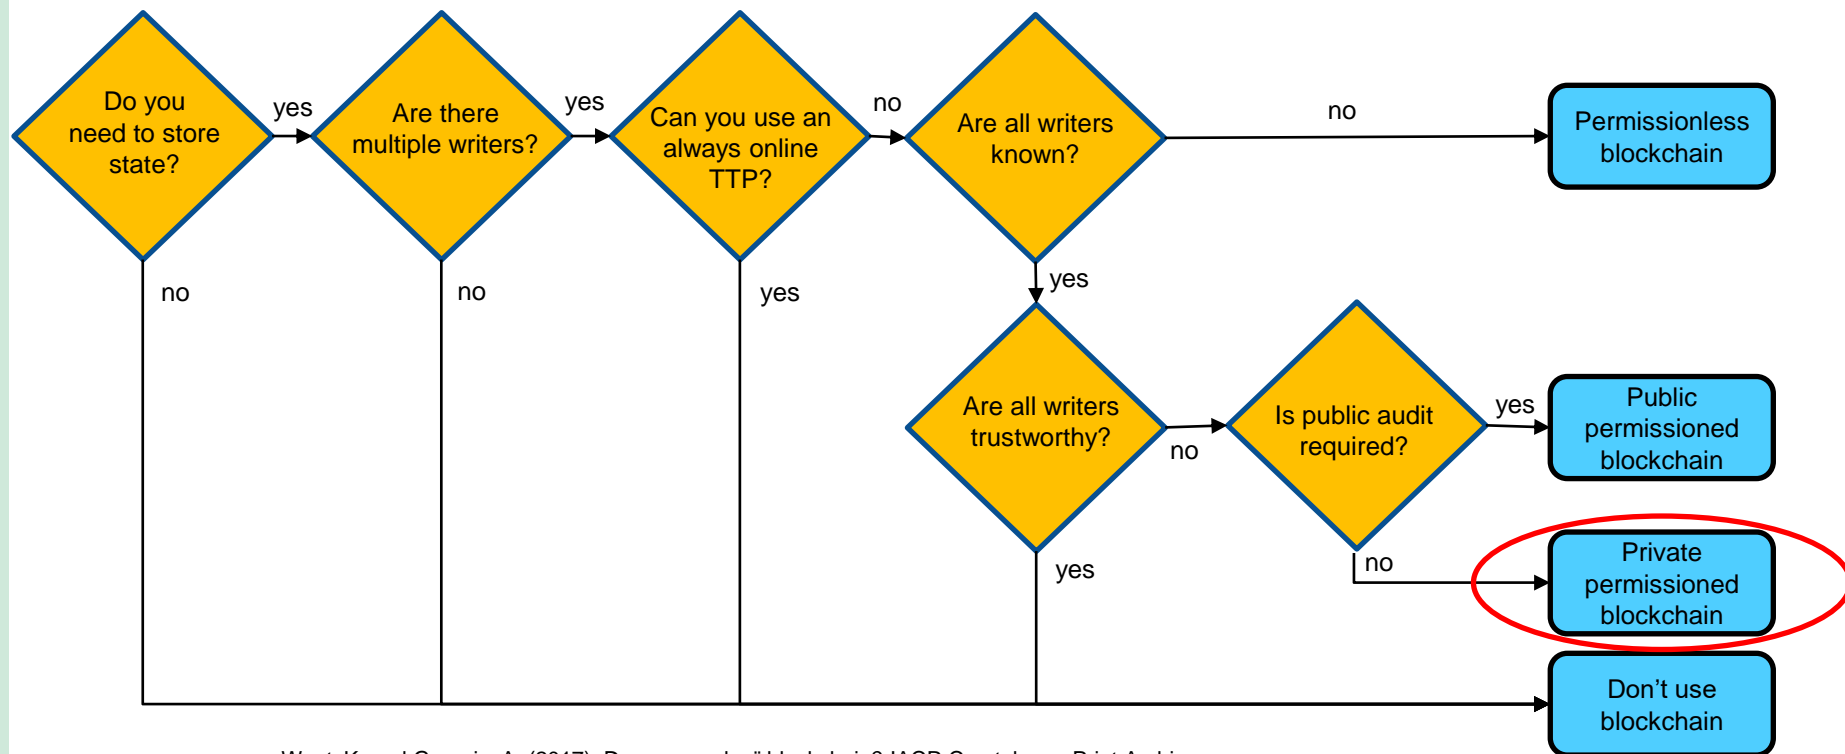 Do you
need to store
state?
yes
Are there
multiple writers?
yes
Can you use an
always online
TTP?
no
Are all writers
known?
no
Permissionless
blockchain
no
no
yes
yes
Are all writers
trustworthy?
no
Is public audit
required?
yes
Public
permissioned
blockchain
yes
no
Private
permissioned
blockchain
Don’t use
blockchain
(2017)